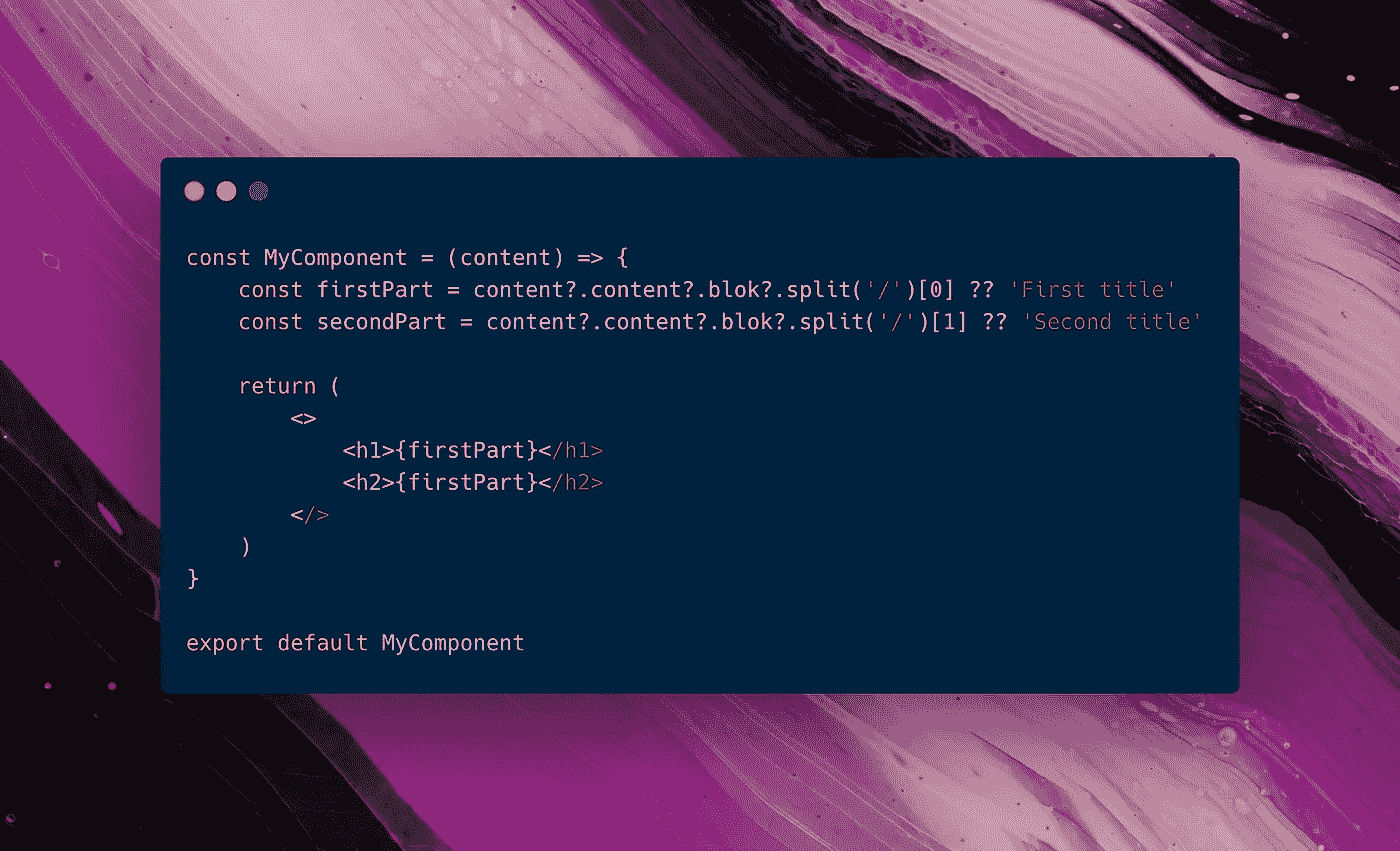 const MyComponent = (content) => {
    const firstPart = content?.content?.blok?.split('/')[0] ?? 'First title'
    const secondPart = content?.content?.blok?.split('/')[1] ?? 'Second title'

    return (
        <>
            <h1>{firstPart}</h1>
            <h2>{firstPart}</h2>
        </>
    )
}

export default MyComponent